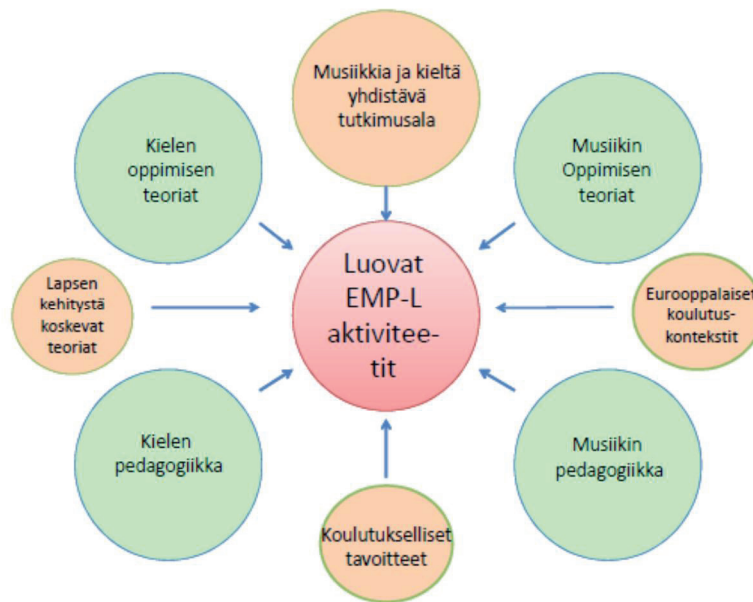 Musiikkia ja kieltä
yhdistävä
tutkimusala
Kielen
oppimisen
teoriat
Musiikin
Oppimisen
teoriat
Lapsen
kehitystä
koskevat
teoriat
Luovat
EMP-L
aktivitee-
tit
Eurooppalaiset
koulutus-
kontekstit
Kielen
pedagogiikka
Musiikin
pedagogiikka
Koulutukselliset
tavoitteet